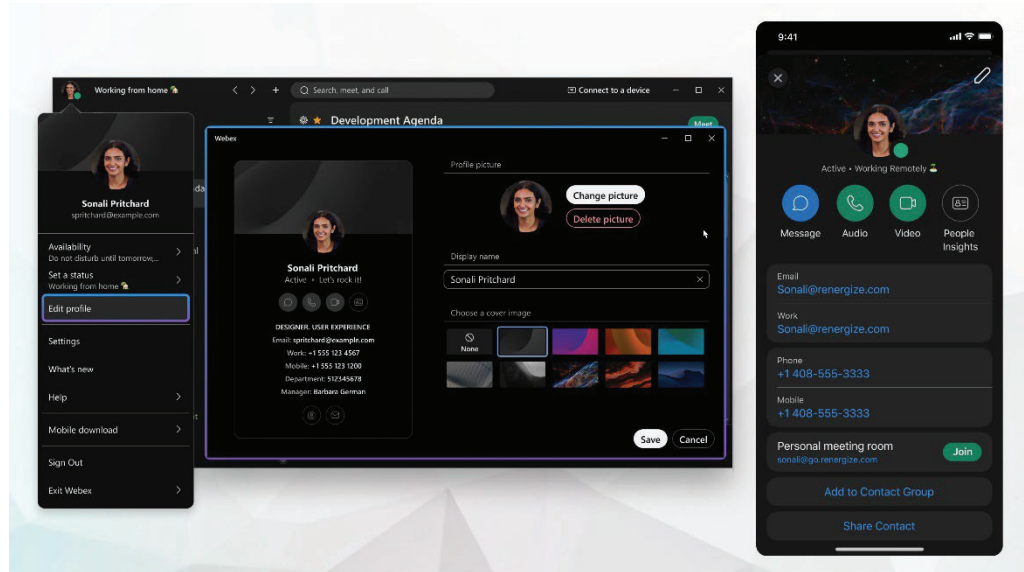 Working from home
Search, meet, and call
Connect to a device
Development Agenda
Meet
Sonali Pritchard
spritchard@example.com
Availability
Do not disturb until tomorrow,...
Set a status
Working from home
Edit profile
Settings
What's new
Help
Mobile download
Sign Out
Exit Webex
Webex
Sonali Pritchard
Active • Let's rock it!
DESIGNER. USER EXPERIENCE
Email: spritchard@example.com
Work: +1 555 123 4567
Mobile: +1 555 123 1200
Department: 512345678
Manager: Barbara German
Profile picture
Change picture
Delete picture
Display name
Sonali Pritchard
Choose a cover image
None
Save
Cancel
9:41
Active • Working Remotely
Message
Audio
Video
People
Insights
Email
Sonali@renergize.com
Work
Sonali@renergize.com
Phone
+1 408-555-3333
Mobile
+1 408-555-3333
Personal meeting room
sonali@go.renergize.com
Join
Add to Contact Group
Share Contact